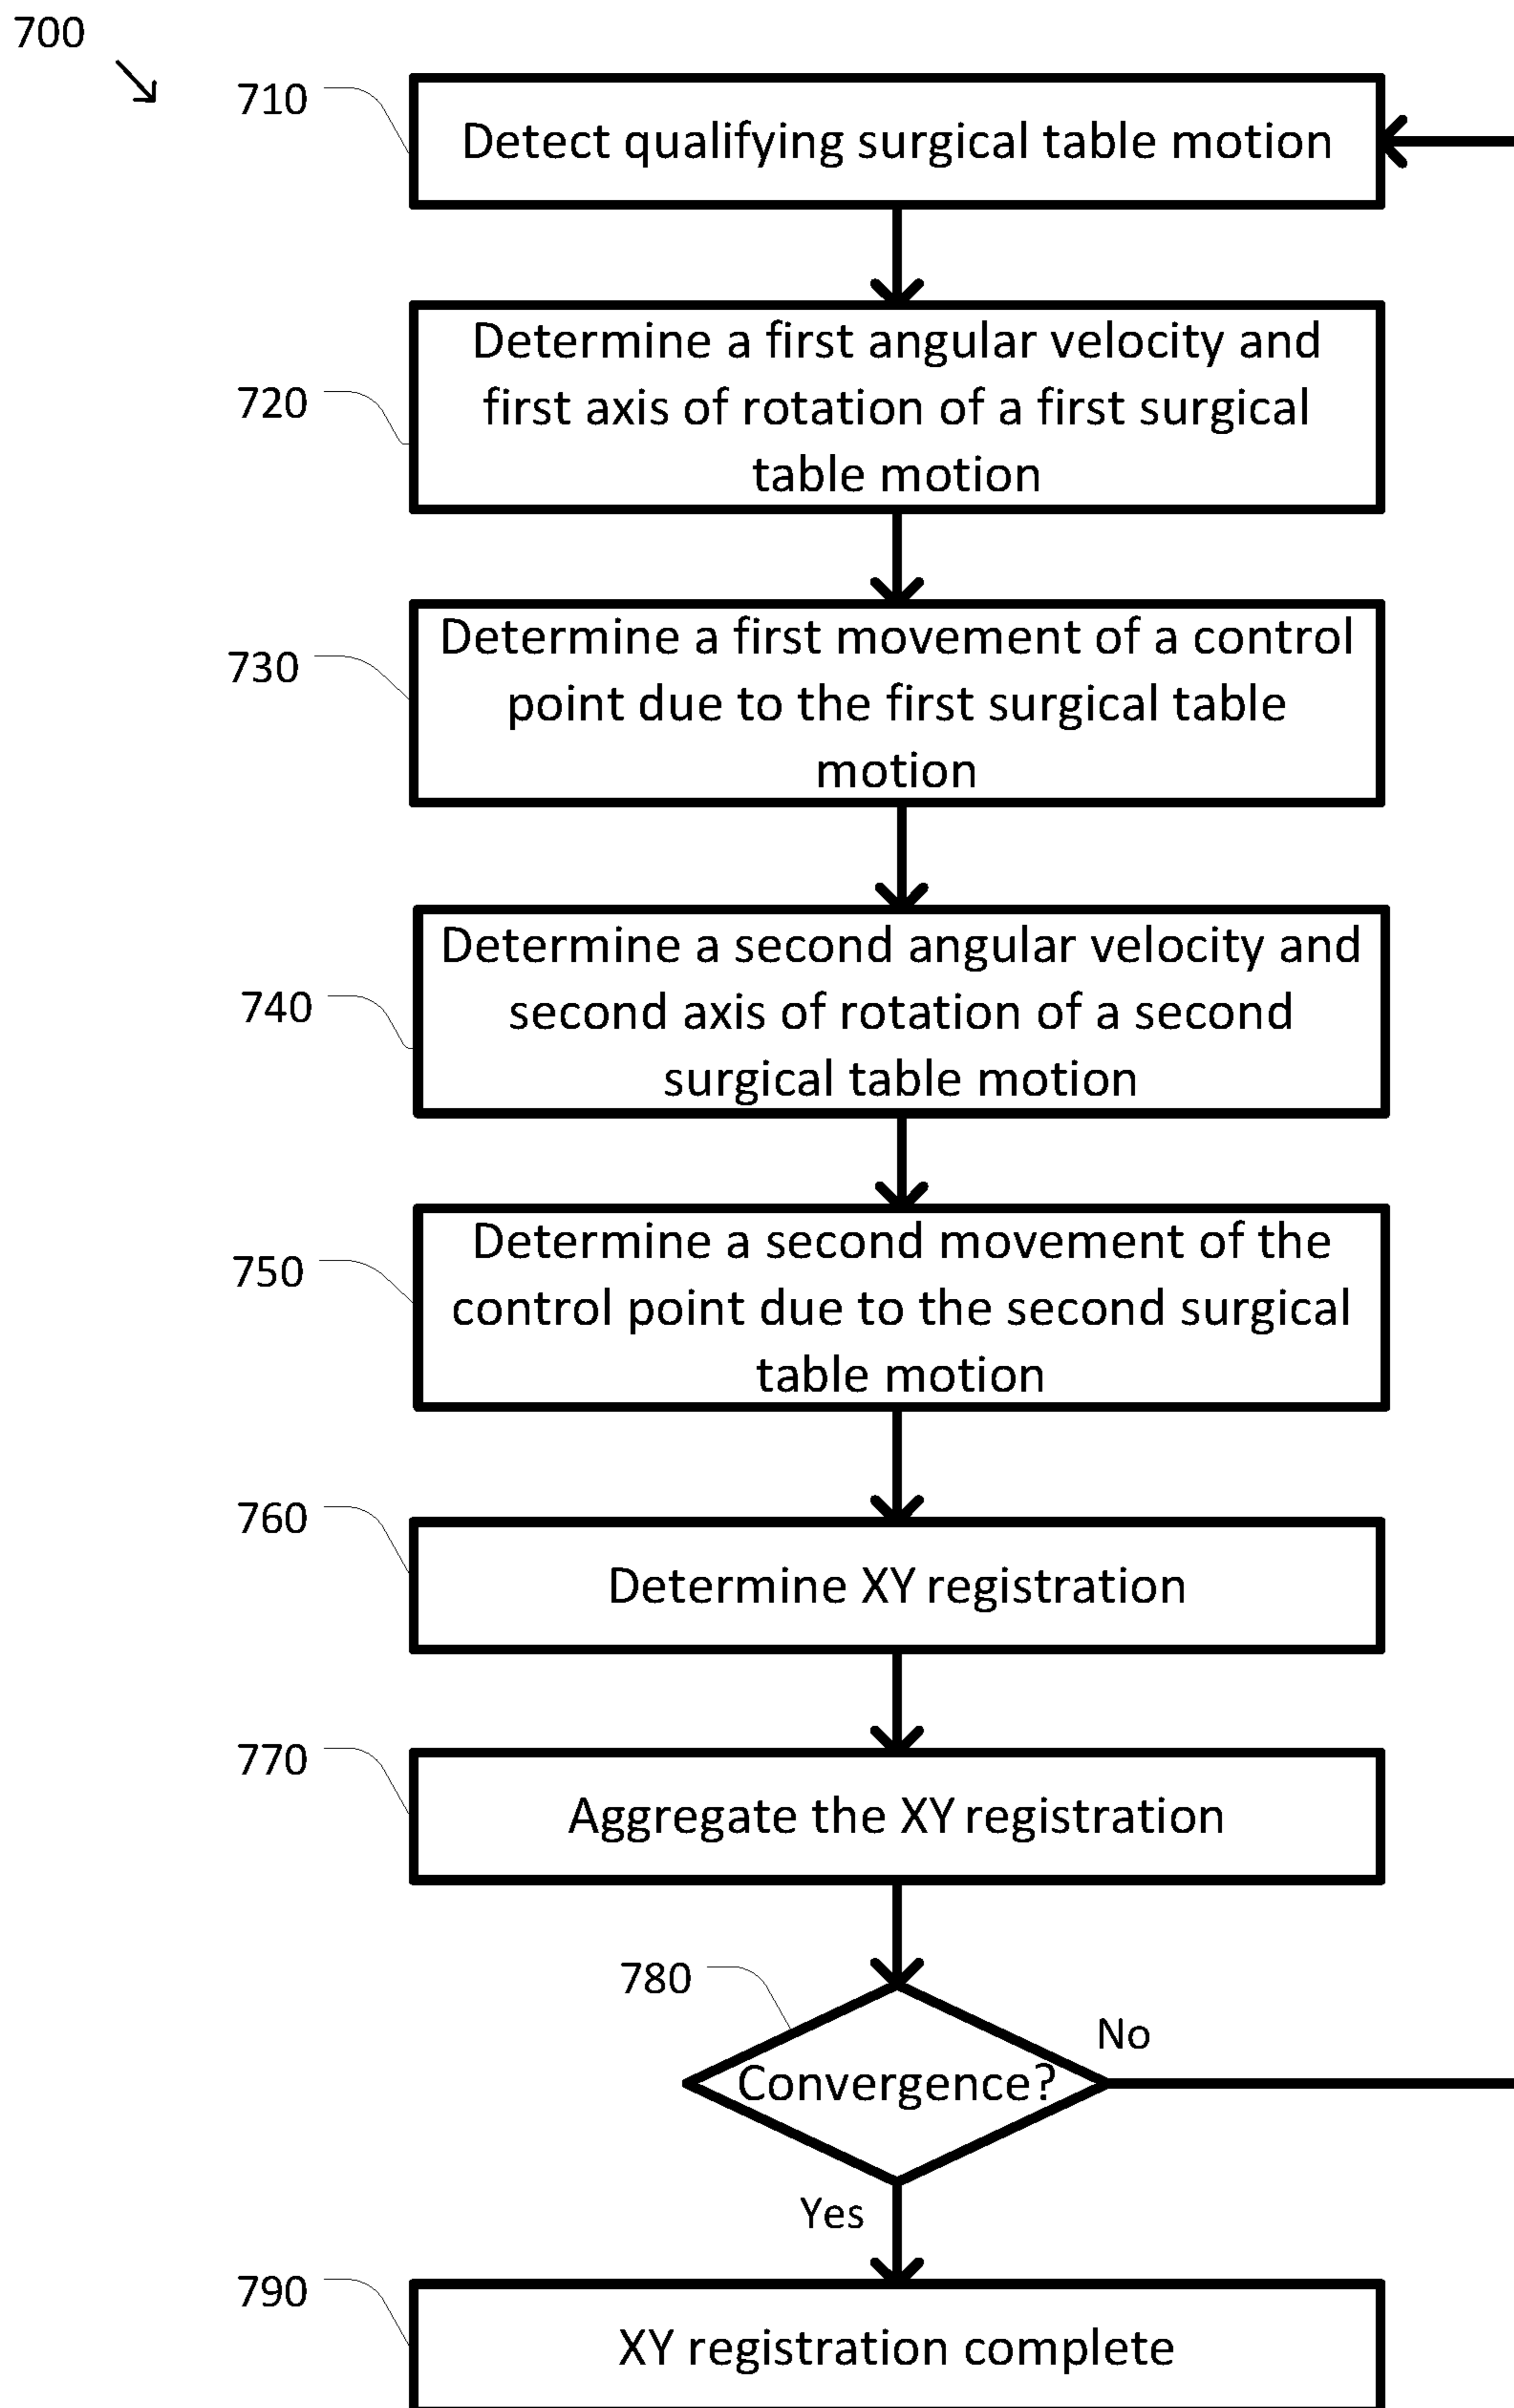 700
710
Detect qualifying surgical table motion
720
Determine a first angular velocity and
first axis of rotation of a first surgical
table motion
730
Determine a first movement of a control
point due to the first surgical table
motion
740
Determine a second angular velocity and
second axis of rotation of a second
surgical table motion
750
Determine a second movement of the
control point due to the second surgical
table motion
760
Determine XY registration
770
Aggregate the XY registration
780
Convergence?
No
Yes
790
XY registration complete